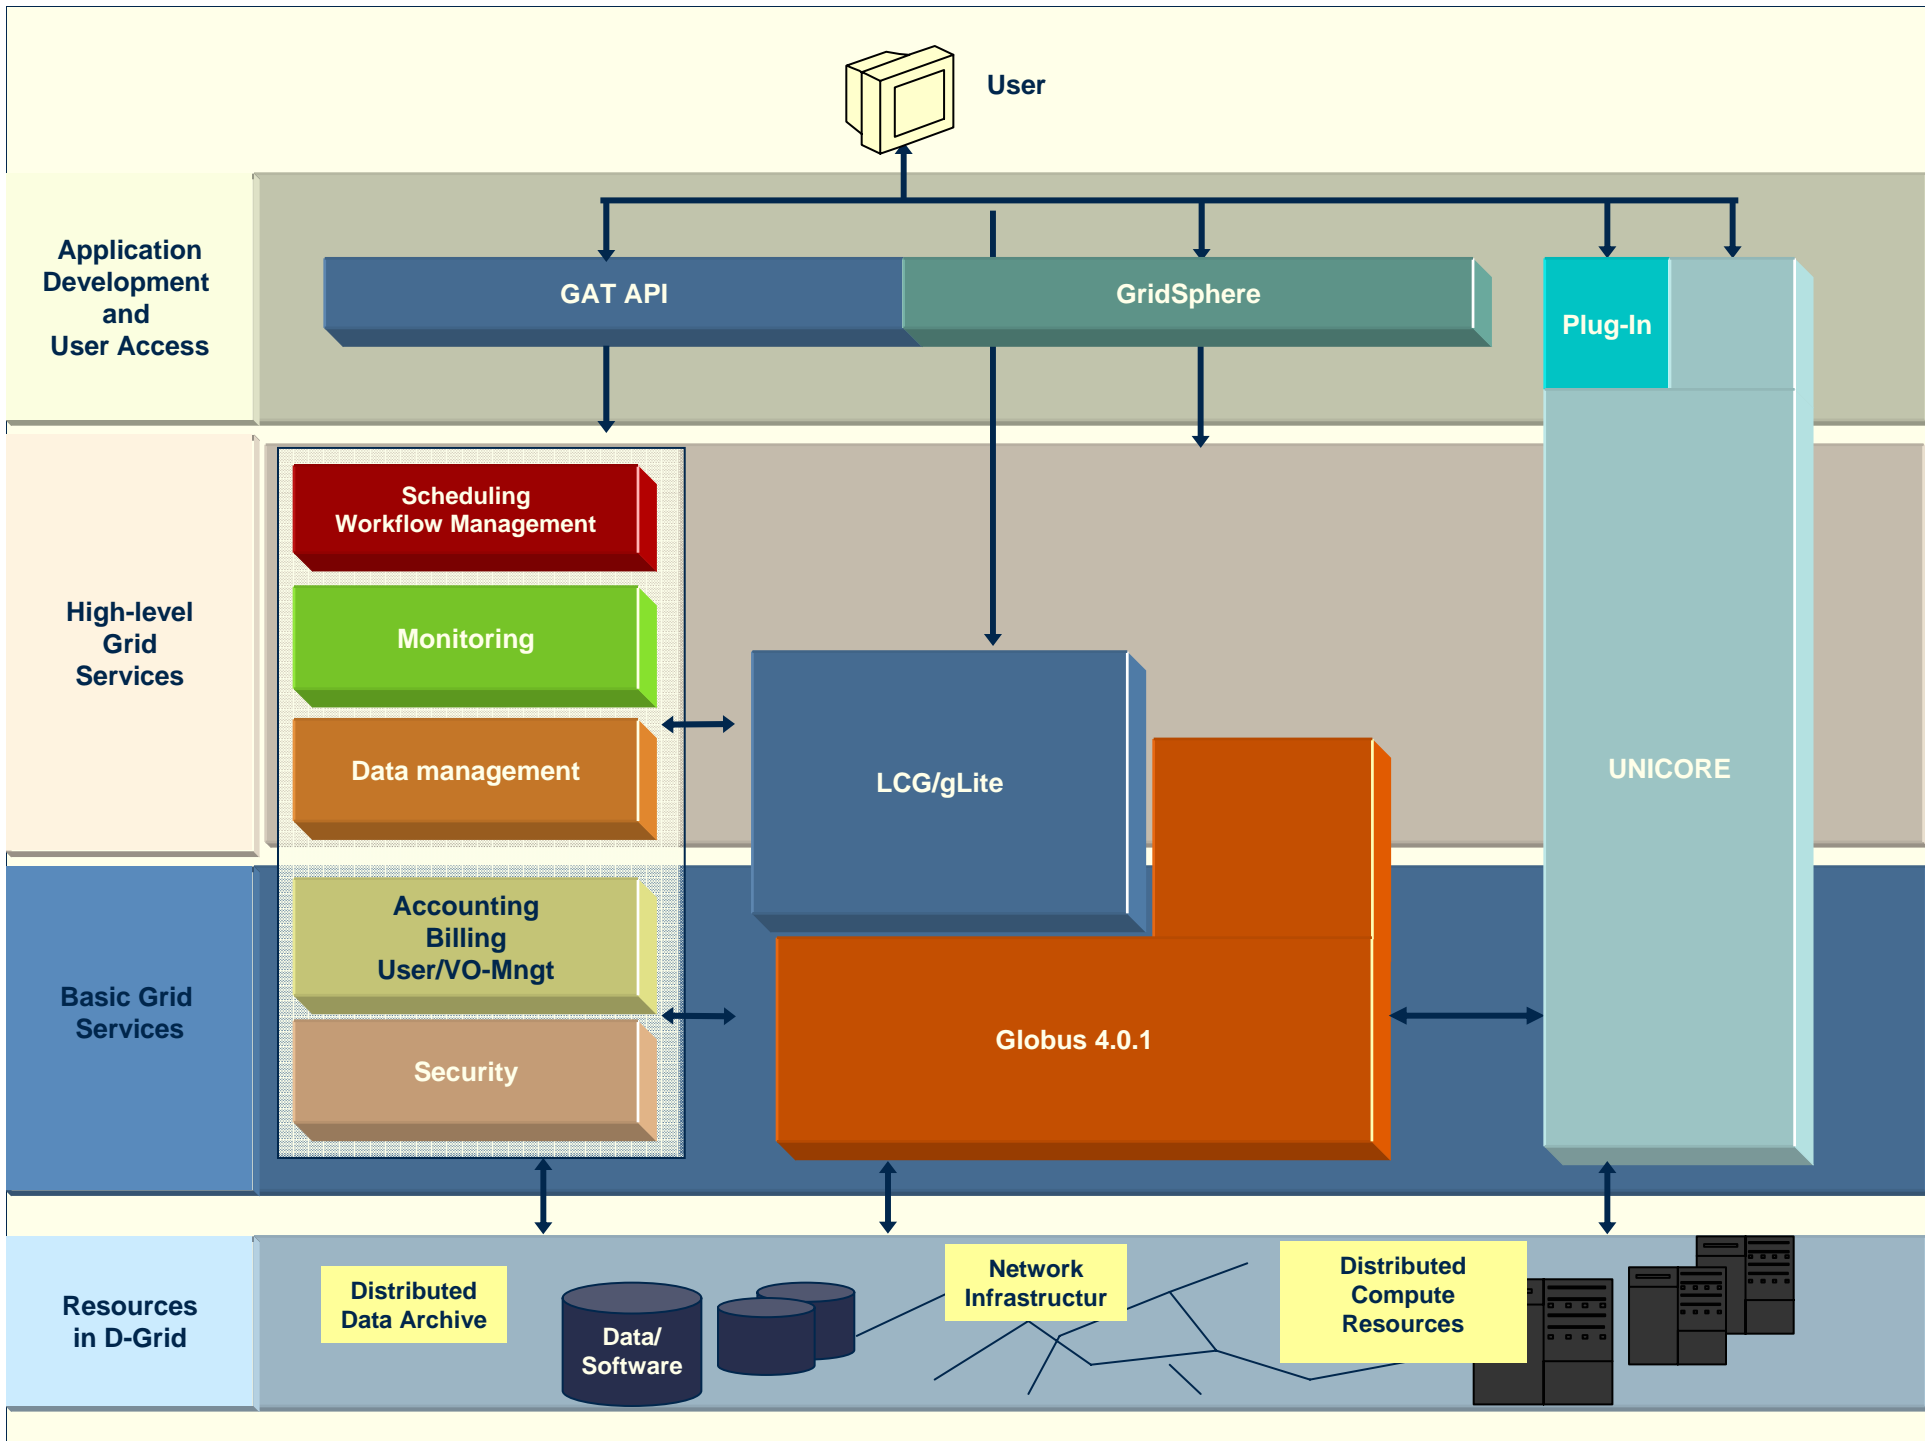 User
Application
Development
and
User Access
GAT API
GridSphere
Plug-In
High-level
Grid
Services
Scheduling
Workflow Management
Monitoring
Data management
LCG/gLite
UNICORE
Basic Grid
Services
Accounting
Billing
User/VO-Mngt
Security
Globus 4.0.1
Resources
in D-Grid
Distributed
Data Archive
Data/
Software
Network
Infrastructur
Distributed
Compute
Resources